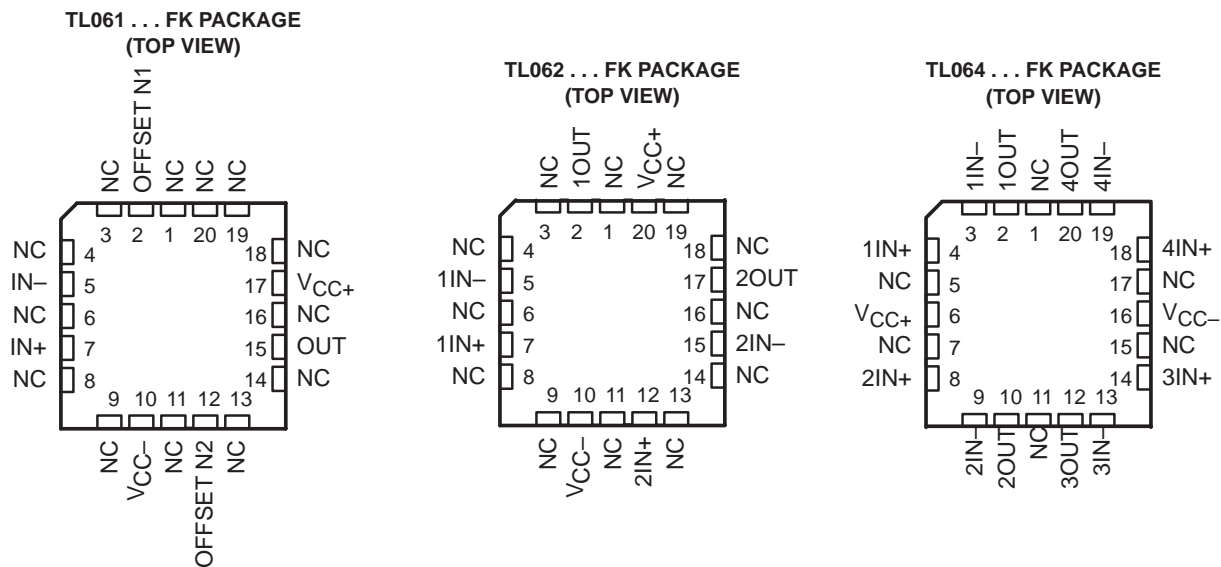 TL061 . . . FK PACKAGE
(TOP VIEW)
NC
OFFSET N1
NC
NC
NC
3 2 1 20 19
NC 4
IN– 5
NC 6
IN+ 7
NC 8
18 NC
17 VCC+
16 NC
15 OUT
14 NC
9 10 11 12 13
NC
VCC–
NC
OFFSET N2
NC
TL062 . . . FK PACKAGE
(TOP VIEW)
NC
1OUT
NC
VCC+
NC
3 2 1 20 19
NC 4
1IN– 5
NC 6
1IN+ 7
NC 8
18 NC
17 2OUT
16 NC
15 2IN–
14 NC
9 10 11 12 13
NC
VCC–
NC
2IN+
NC
TL064 . . . FK PACKAGE
(TOP VIEW)
1IN–
1OUT
NC
4OUT
4IN–
3 2 1 20 19
1IN+ 4
NC 5
VCC+ 6
NC 7
2IN+ 8
18 4IN+
17 NC
16 VCC–
15 NC
14 3IN+
9 10 11 12 13
2IN–
2OUT
NC
3OUT
3IN–